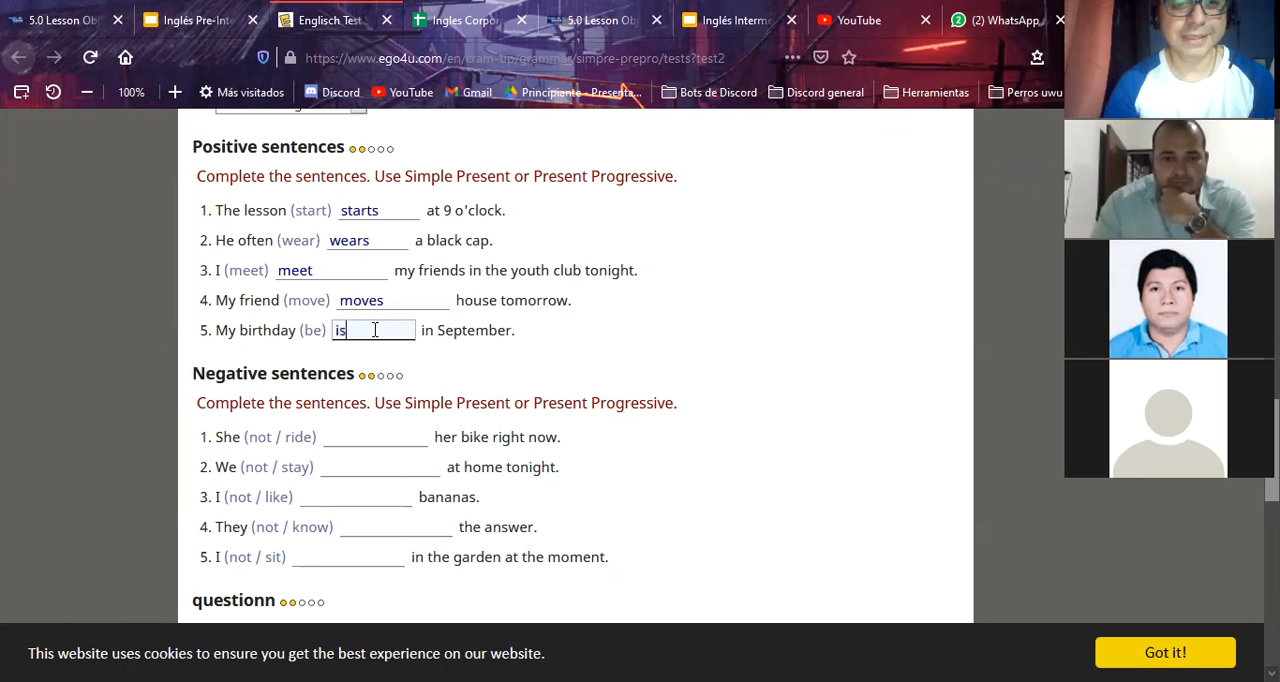 5.0 Lesson Ob
Inglés Pre-Int
Englisch Test
Ingles Corpo
5.0 Lesson Ob
Inglés Interme
YouTube
(2) WhatsApp
https://www.ego4u.com/en/cram-up/grammar/simpre-prepro/tests?test2
100%
Más visitados
Discord
YouTube
Gmail
Principiante - Presenta...
Bots de Discord
Discord general
Herramientas
Perros uwu
Positive sentences
Complete the sentences. Use Simple Present or Present Progressive.
1. The lesson (start) starts at 9 o'clock.
2. He often (wear) wears a black cap.
3. I (meet) meet my friends in the youth club tonight.
4. My friend (move) moves house tomorrow.
5. My birthday (be) is in September.
Negative sentences
Complete the sentences. Use Simple Present or Present Progressive.
1. She (not / ride) her bike right now.
2. We (not / stay) at home tonight.
3. I (not / like) bananas.
4. They (not / know) the answer.
5. I (not / sit) in the garden at the moment.
questionn
This website uses cookies to ensure you get the best experience on our website.
Got it!